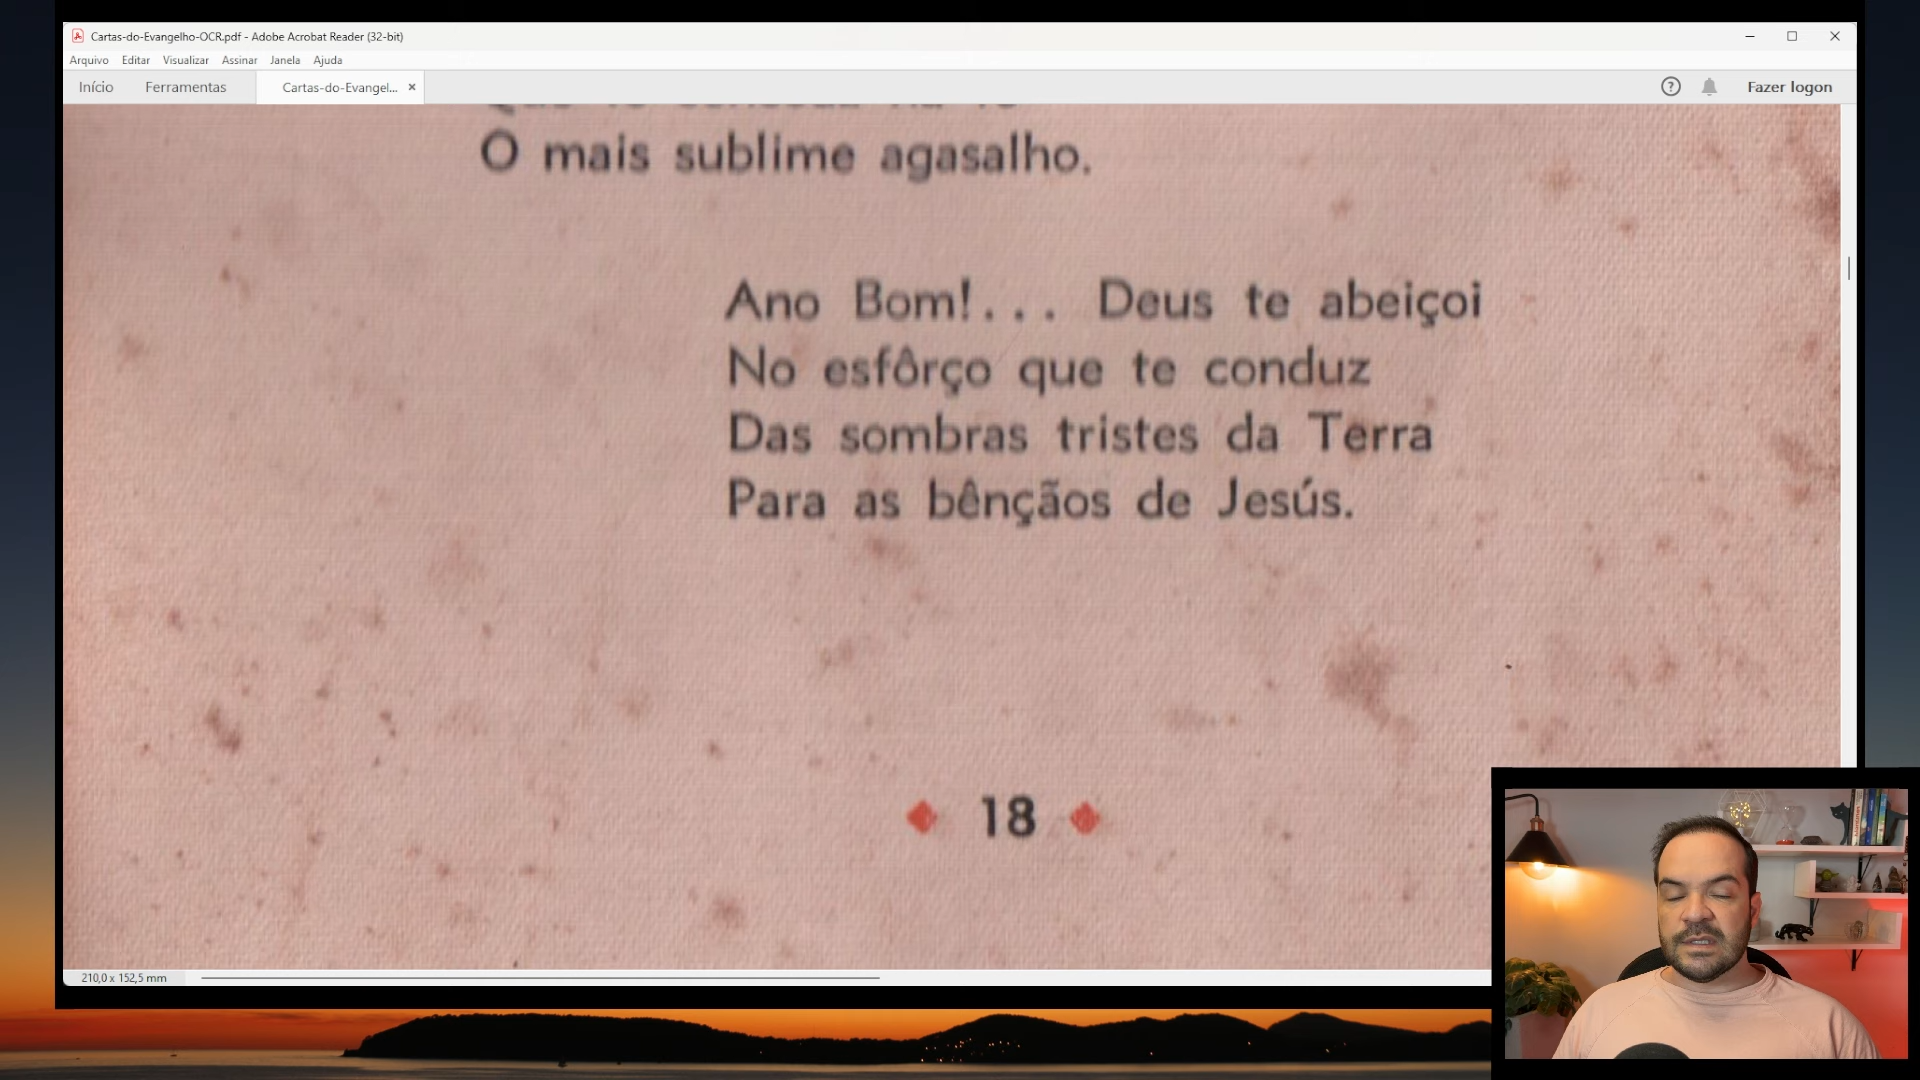 Cartas-do-Evangelho-OCR.pdf - Adobe Acrobat Reader (32-bit)
Arquivo Editar Visualizar Assinar Janela Ajuda
Início Ferramentas Cartas-do-Evangel... × ? Fazer logon
O mais sublime agasalho.
Ano Bom!... Deus te abeiçoi
No esfôrço que te conduz
Das sombras tristes da Terra
Para as bênçãos de Jesús.
18
210,0 x 152,5 mm